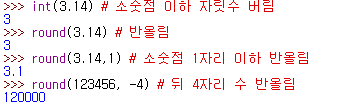 >>> int(3.14) # 소숫점 이하 자릿수 버림
3
>>> round(3.14) # 반올림
3
>>> round(3.14,1) # 소숫점 1자리 이하 반올림
3.1
>>> round(123456, -4) # 뒤 4자리 수 반올림
120000